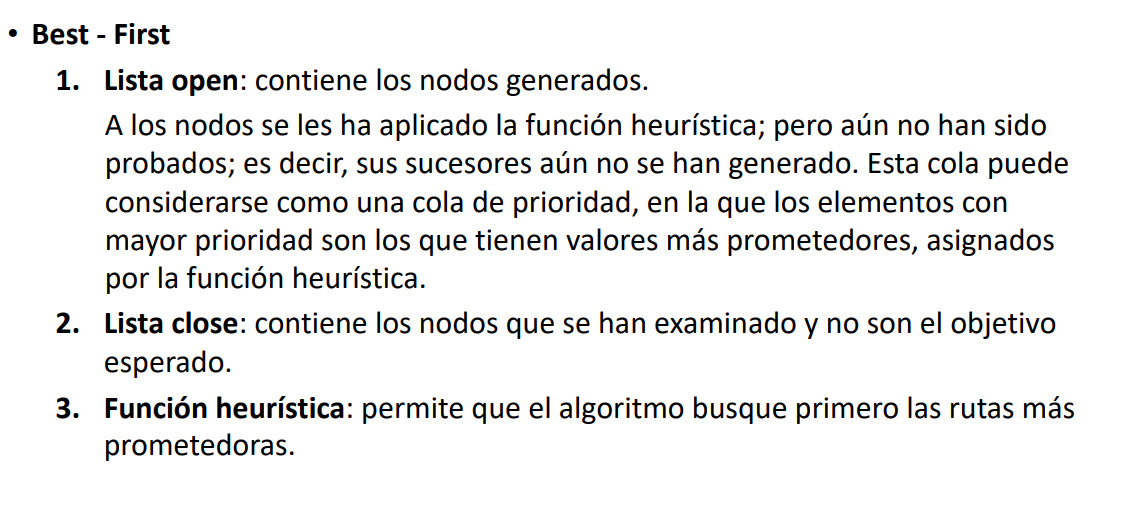 • Best - First
1. Lista open: contiene los nodos generados.
A los nodos se les ha aplicado la función heurística; pero aún no han sido
probados; es decir, sus sucesores aún no se han generado. Esta cola puede
considerarse como una cola de prioridad, en la que los elementos con
mayor prioridad son los que tienen valores más prometedores, asignados
por la función heurística.
2. Lista close: contiene los nodos que se han examinado y no son el objetivo
esperado.
3. Función heurística: permite que el algoritmo busque primero las rutas más
prometedoras.